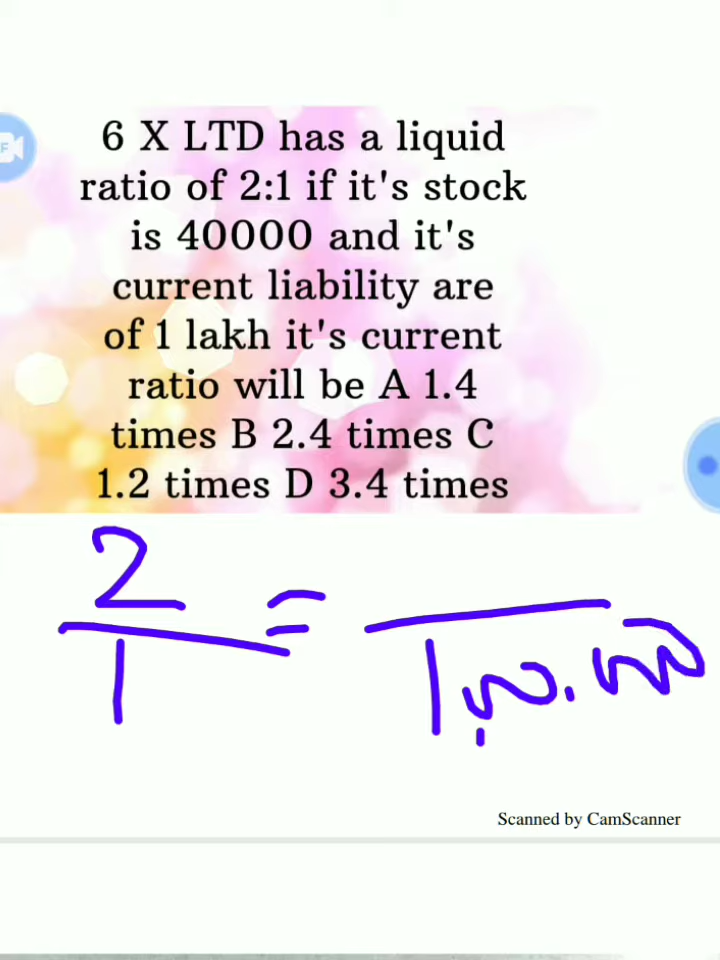 6 X LTD has a liquid
ratio of 2:1 if it's stock
is 40000 and it's
current liability are
of 1 lakh it's current
ratio will be A 1.4
times B 2.4 times C
1.2 times D 3.4 times
2
1
=
Scanned by CamScanner